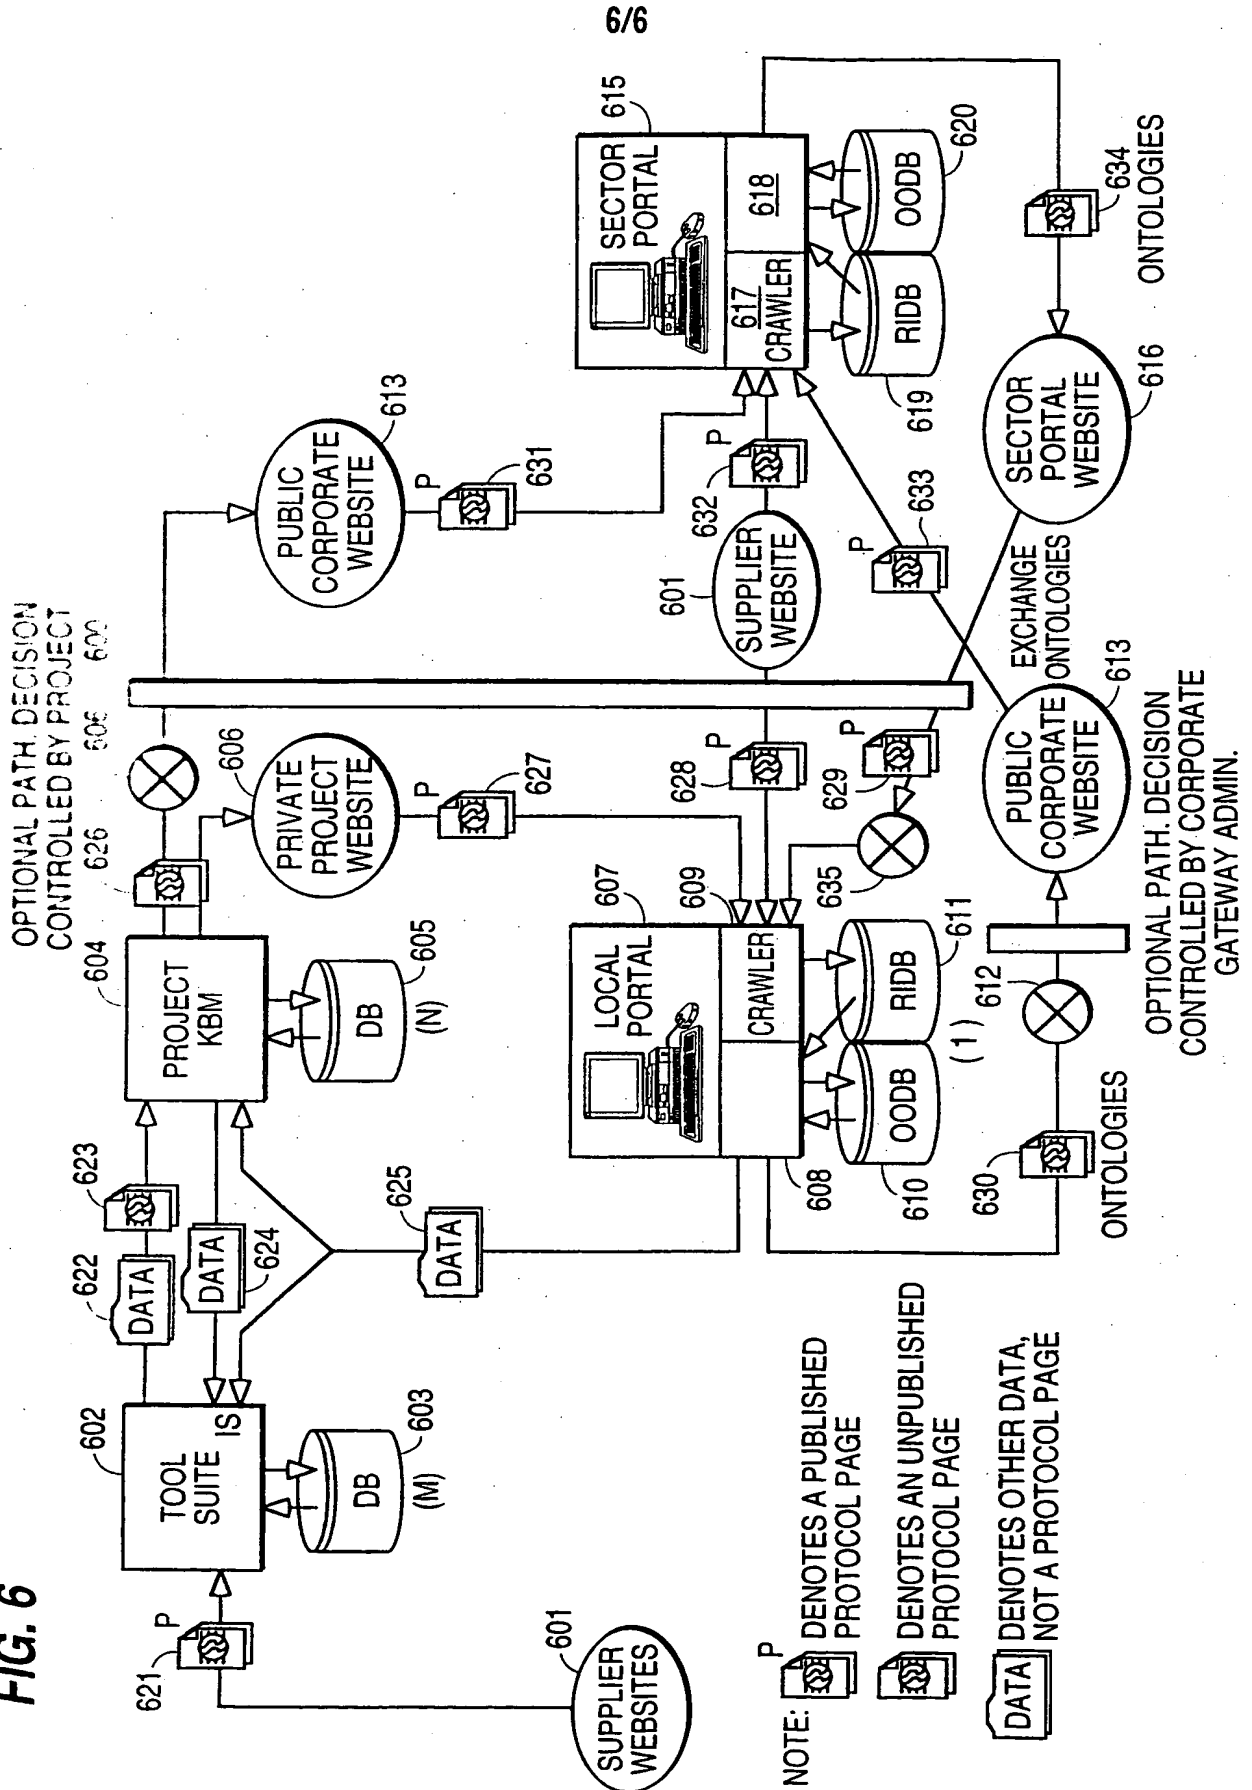 9/9
FIG. 6
OPTIONAL PATH. DECISION
CONTROLLED BY PROJECT
621
P
602
TOOL
SUITE
IS
DB
603
(M)
622
DATA
623
DATA
624
604
PROJECT
KBM
DB
605
(N)
626
606
PRIVATE
PROJECT
WEBSITE
P
627
PUBLIC
CORPORATE
WEBSITE
613
P
631
601
SUPPLIER
WEBSITES
625
DATA
607
LOCAL
PORTAL
609
CRAWLER
608
OODB
610
RIDB
611
(1)
628
P
629
P
635
601
SUPPLIER
WEBSITE
632
P
633
P
SECTOR
PORTAL
615
617
CRAWLER
618
RIDB
619
OODB
620
630
ONTOLOGIES
612
PUBLIC
CORPORATE
WEBSITE
613
EXCHANGE
ONTOLOGIES
SECTOR
PORTAL
WEBSITE
616
634
ONTOLOGIES
OPTIONAL PATH. DECISION
CONTROLLED BY CORPORATE
GATEWAY ADMIN.
NOTE:
P
DENOTES A PUBLISHED
PROTOCOL PAGE
DENOTES AN UNPUBLISHED
PROTOCOL PAGE
DATA
DENOTES OTHER DATA,
NOT A PROTOCOL PAGE